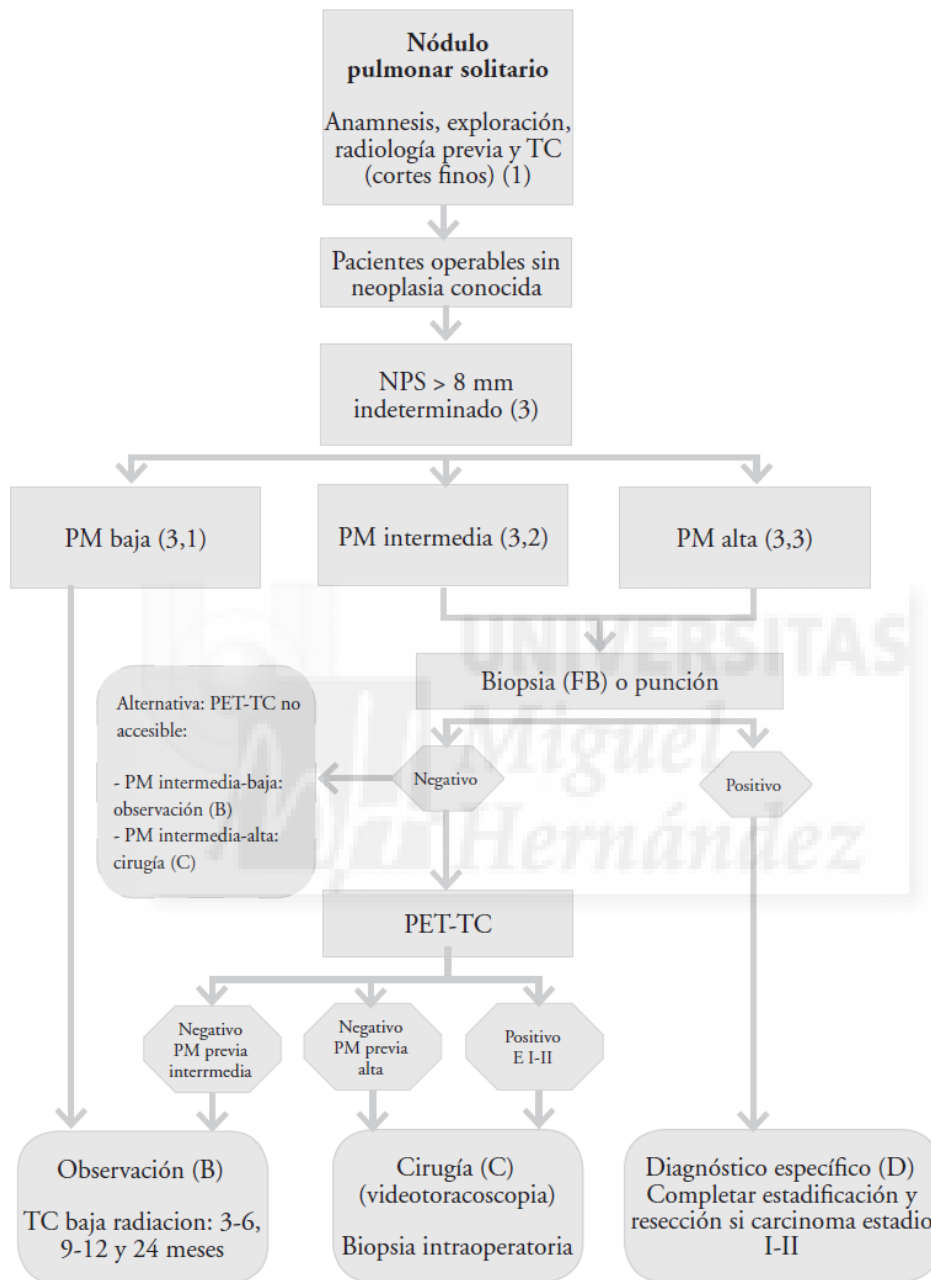 Nódulo
pulmonar solitario
Anamnesis, exploración,
radiología previa y TC
(cortes finos) (1)
Pacientes operables sin
neoplasia conocida
NPS > 8 mm
indeterminado (3)
PM baja (3,1)
PM intermedia (3,2)
PM alta (3,3)
UNIVERSITAS
Miguel
Hernández
Biopsia (FB) o punción
Alternativa: PET-TC no
accesible:
- PM intermedia-baja:
observación (B)
- PM intermedia-alta:
cirugía (C)
Negativo
Positivo
PET-TC
Negativo
PM previa
interrmedia
Negativo
PM previa
alta
Positivo
E I-II
Observación (B)
TC baja radiacion: 3-6,
9-12 y 24 meses
Cirugía (C)
(videotoracoscopia)
Biopsia intraoperatoria
Diagnóstico específico (D)
Completar estadificación y
resección si carcinoma estadio
I-II